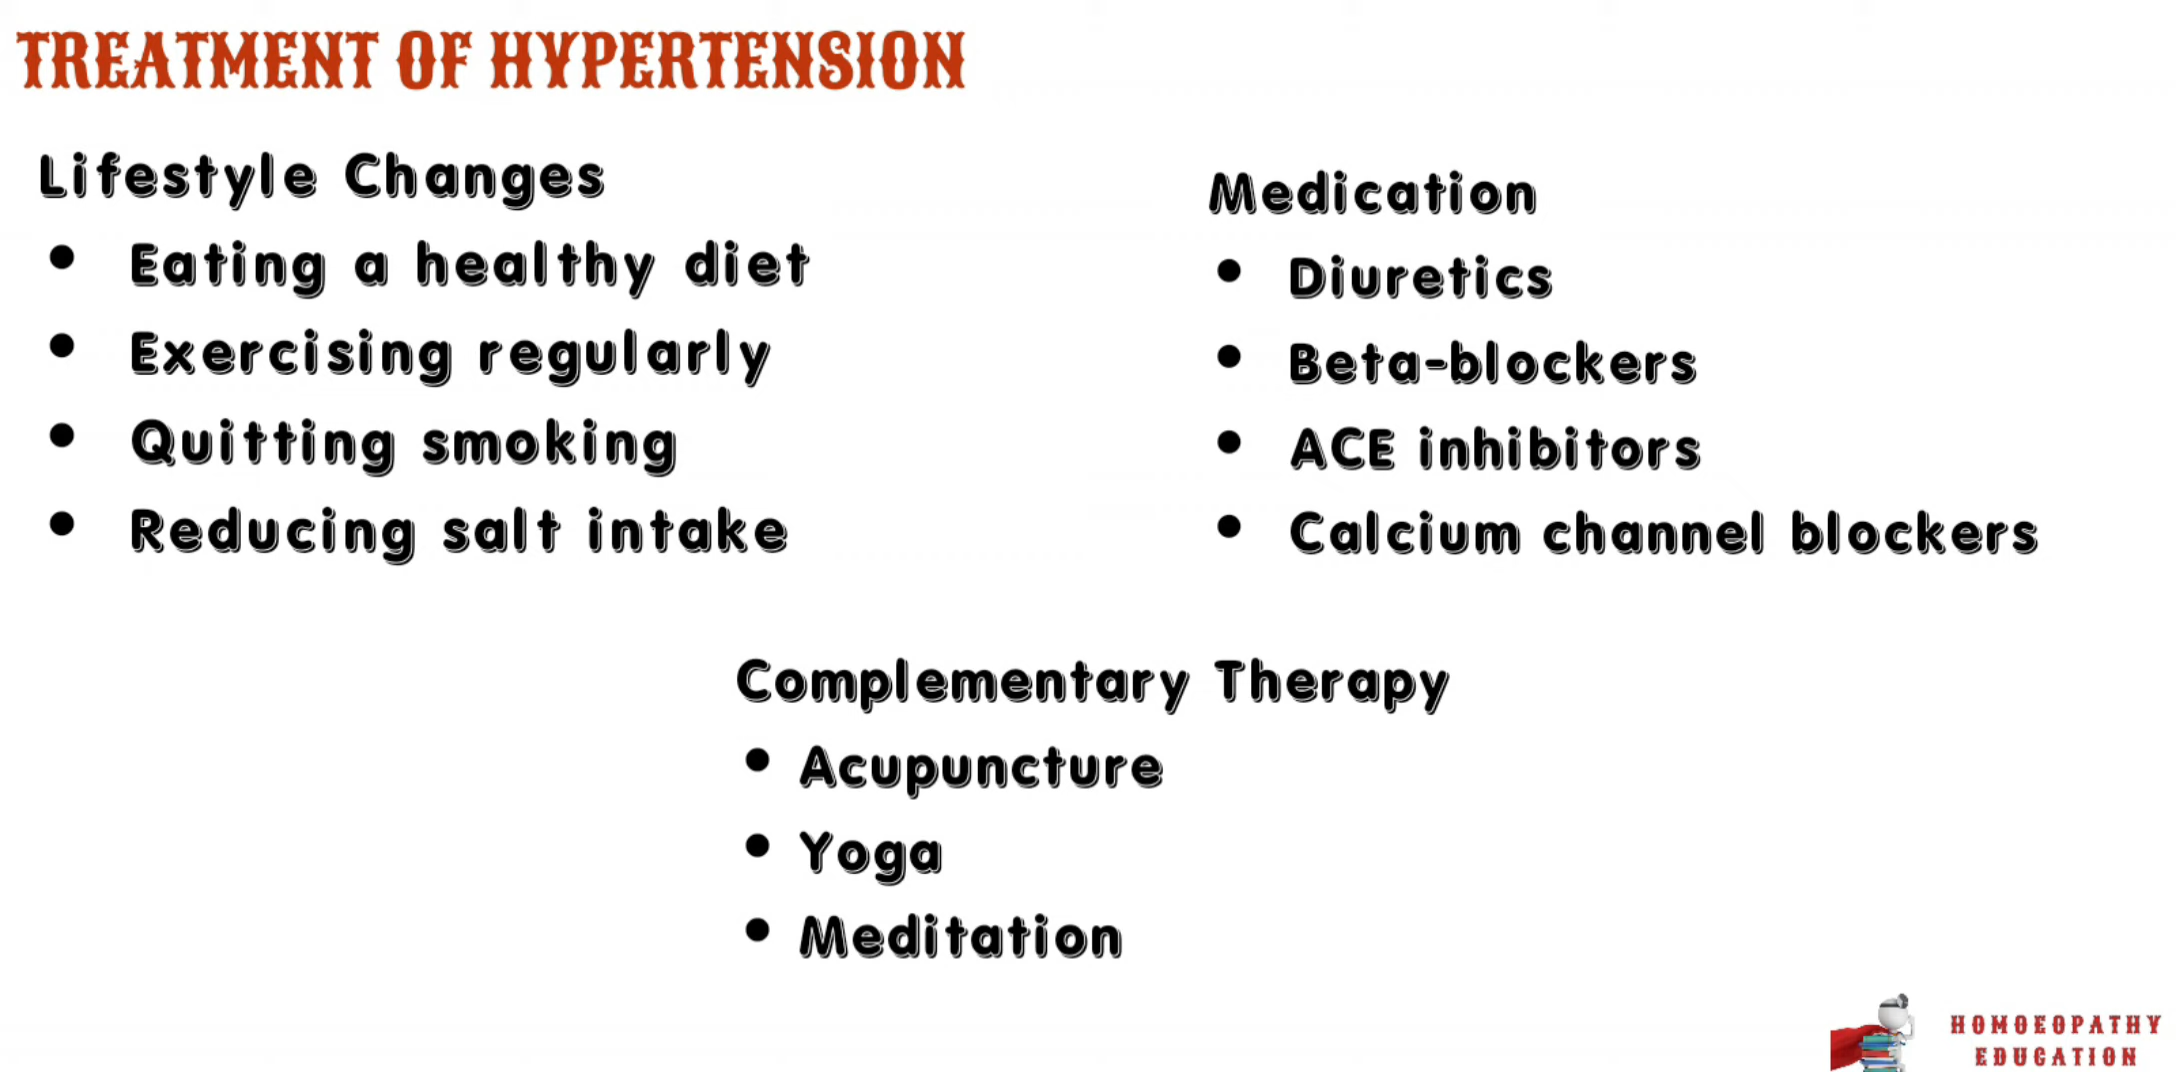 TREATMENT OF HYPERTENSION
Lifestyle Changes
• Eating a healthy diet
• Exercising regularly
• Quitting smoking
• Reducing salt intake
Medication
• Diuretics
• Beta-blockers
• ACE inhibitors
• Calcium channel blockers
Complementary Therapy
• Acupuncture
• Yoga
• Meditation
HOMOEOPATHY
EDUCATION